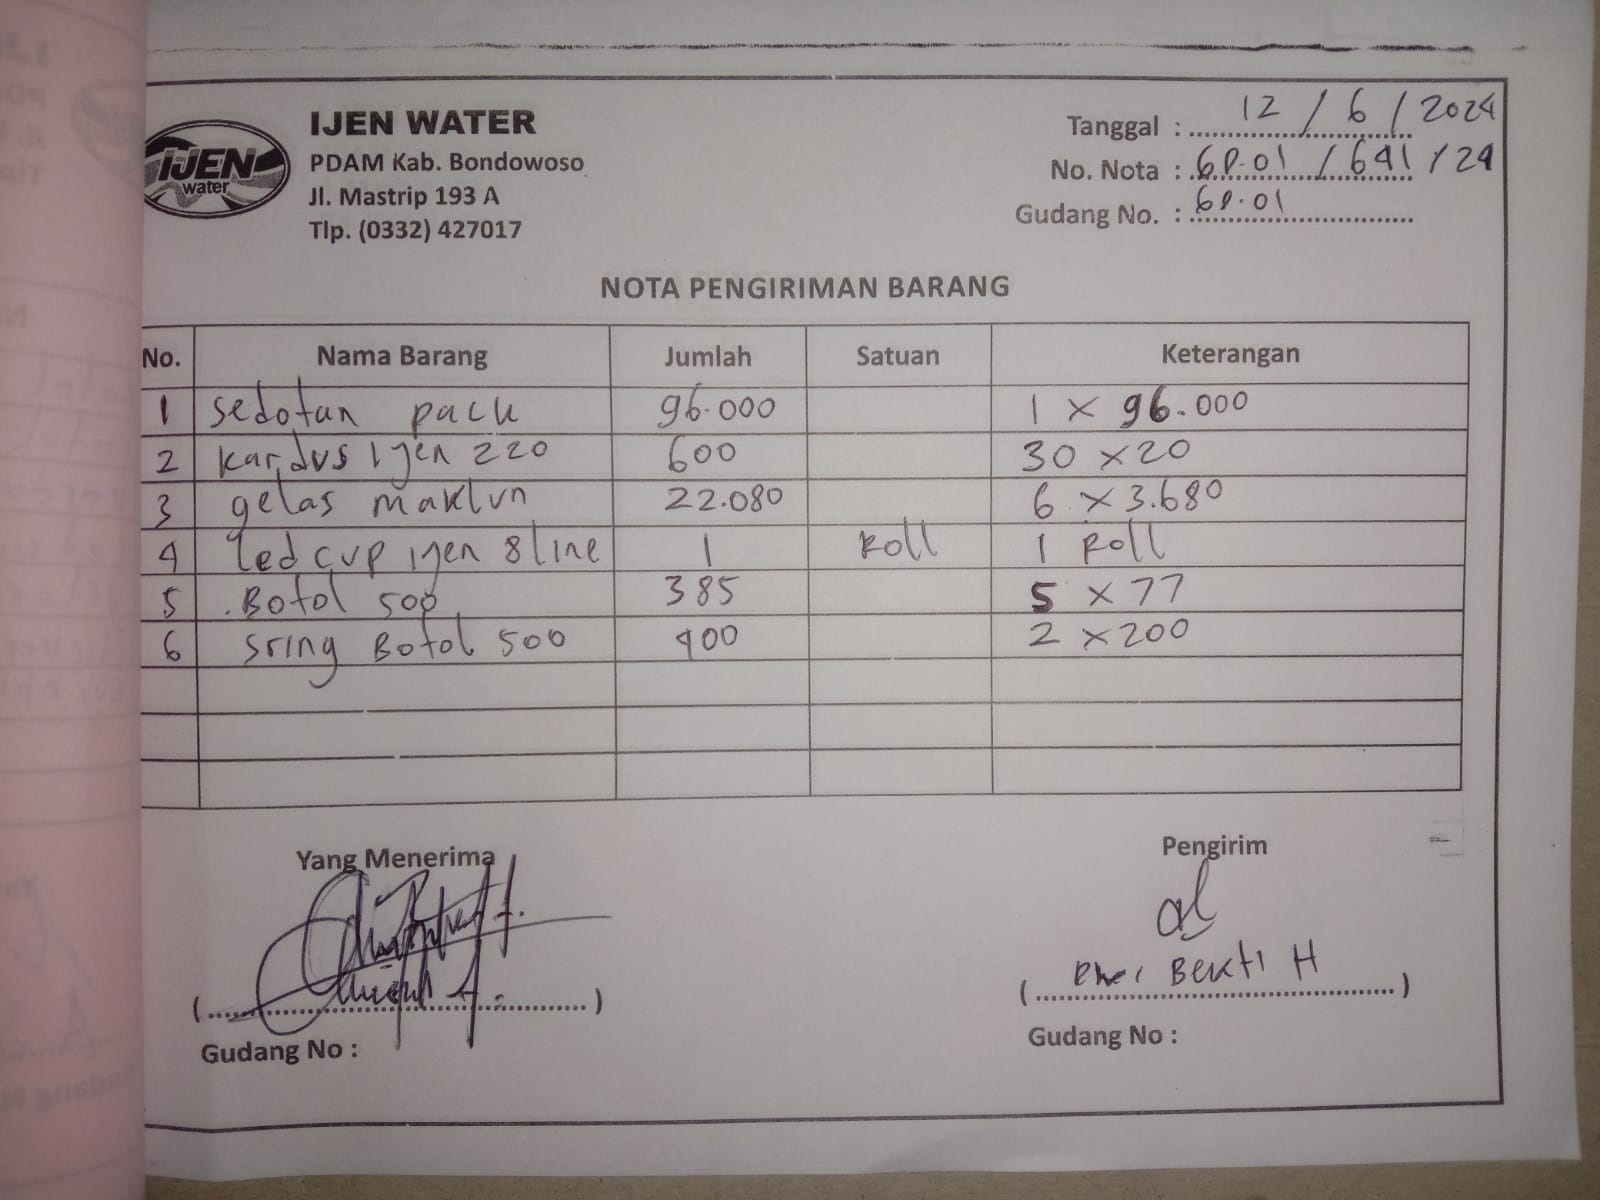 IJEN
water
IJEN WATER
PDAM Kab. Bondowoso
Jl. Mastrip 193 A
Tlp. (0332) 427017
Tanggal : 12 / 6 / 2024
No. Nota : 6P.01 / 641 / 24
Gudang No. : 6P.01
NOTA PENGIRIMAN BARANG
No. Nama Barang Jumlah Satuan Keterangan
1 sedotan pack 96.000 1 x 96.000
2 kardus ijen 220 600 30 x 20
3 gelas maklun 22.080 6 x 3.680
4 Led cup ijen 8 line 1 Roll 1 Roll
5 Botol 500 385 5 x 77
6 sring Botol 500 400 2 x 200
Yang Menerima Pengirim
( ) ( Bekti H )
Gudang No : Gudang No :